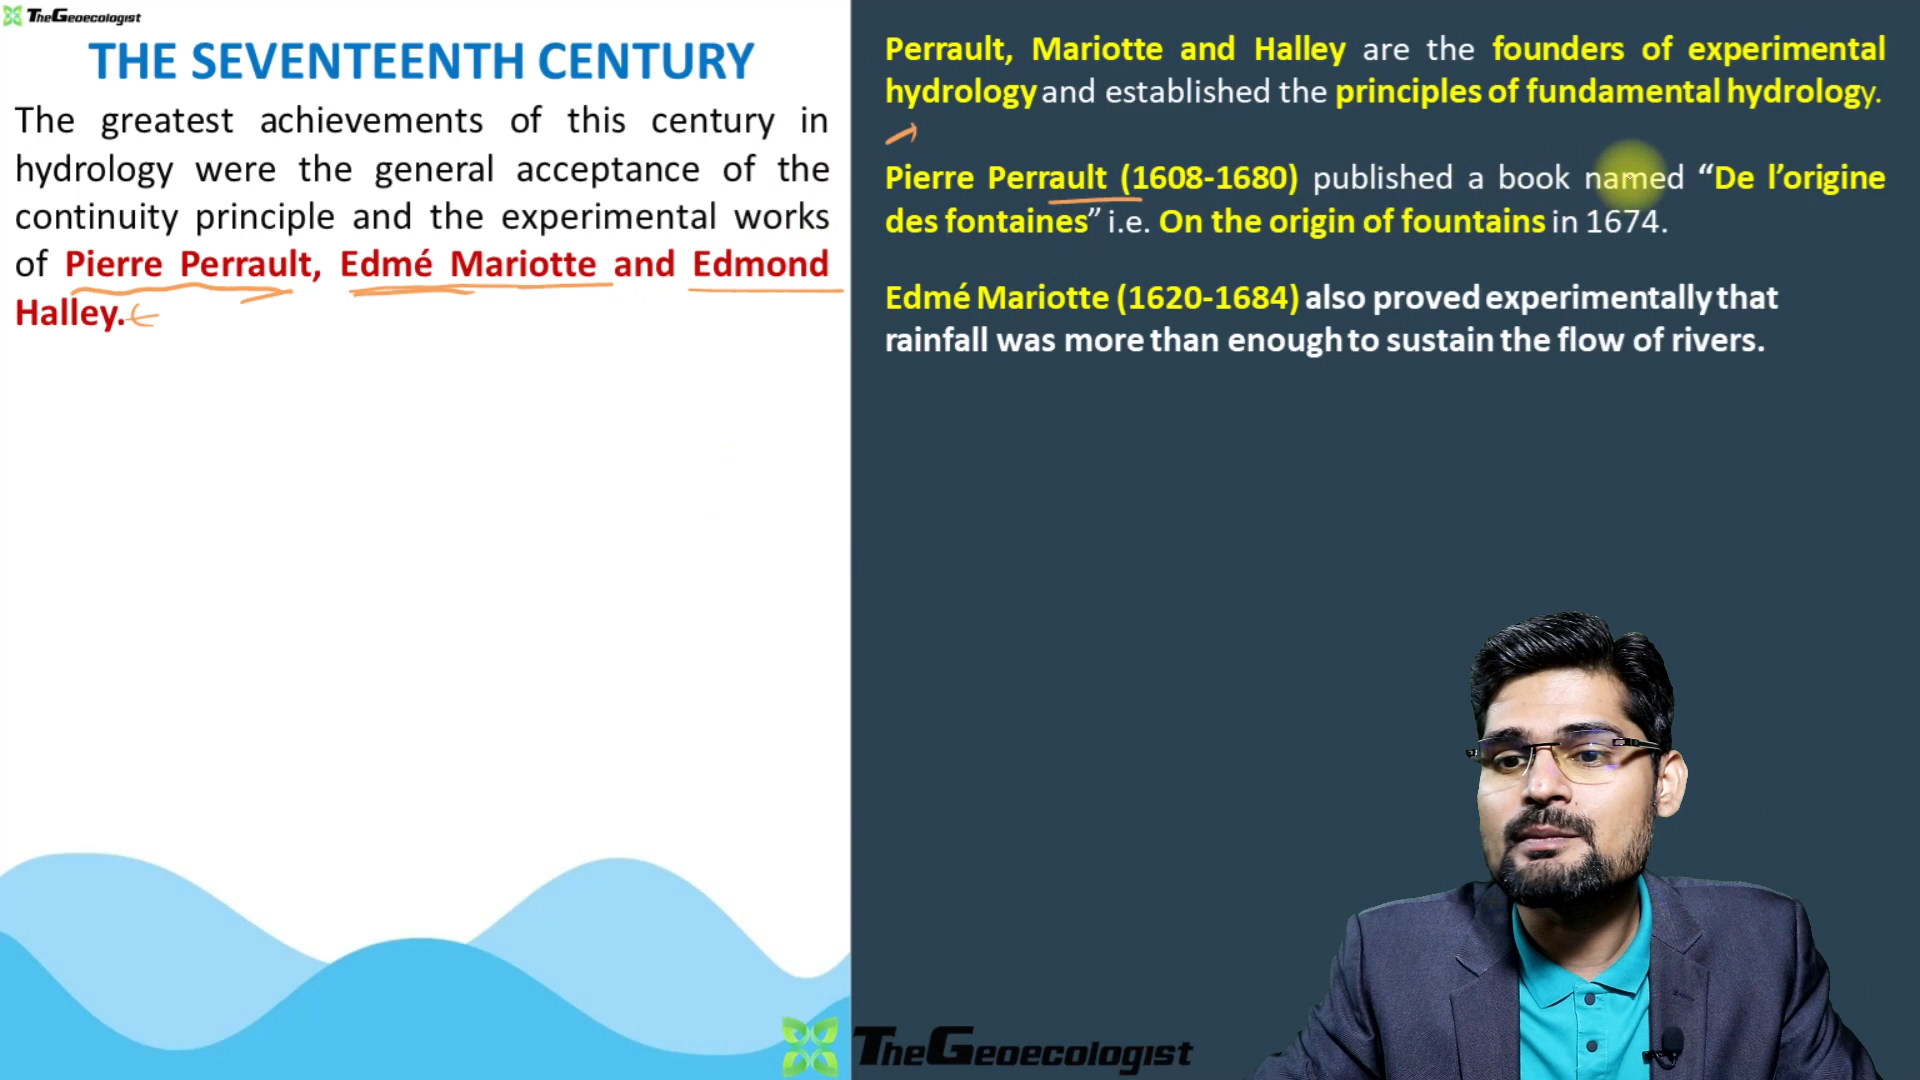 TheGeoecologist
THE SEVENTEENTH CENTURY
The greatest achievements of this century in
hydrology were the general acceptance of the
continuity principle and the experimental works
of Pierre Perrault, Edmé Mariotte and Edmond
Halley.
Perrault, Mariotte and Halley are the founders of experimental
hydrology and established the principles of fundamental hydrology.
Pierre Perrault (1608-1680) published a book named “De l’origine
des fontaines” i.e. On the origin of fountains in 1674.
Edmé Mariotte (1620-1684) also proved experimentally that
rainfall was more than enough to sustain the flow of rivers.
TheGeoecologist